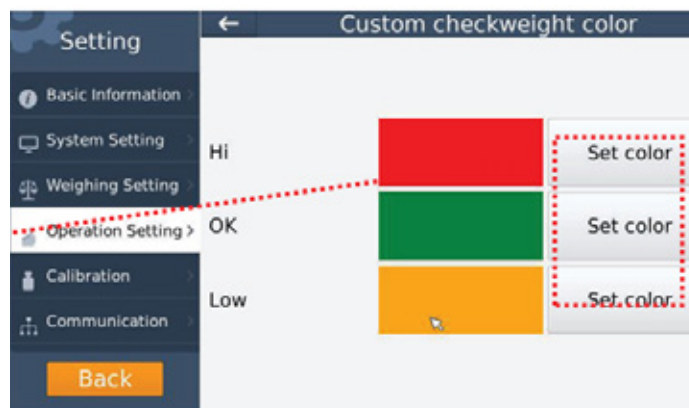 Setting
← Custom checkweight color
Basic Information >
System Setting >
Weighing Setting >
Operation Setting >
Calibration >
Communication >
Back
Hi Set color
OK Set color
Low Set color